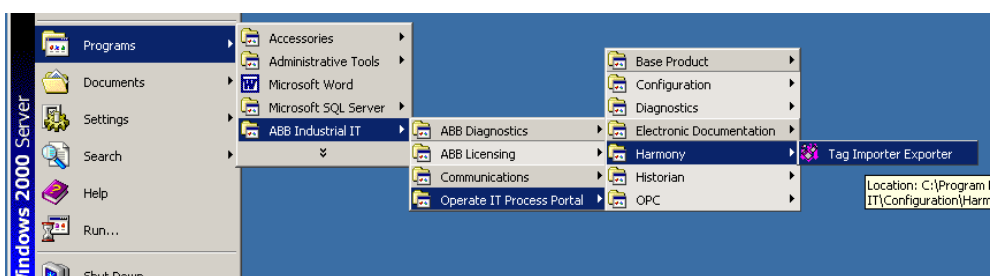 Windows 2000 Server
Programs
Documents
Settings
Search
Help
Run...
Shut Down
Accessories
Administrative Tools
Microsoft Word
Microsoft SQL Server
ABB Industrial IT
ABB Diagnostics
ABB Licensing
Communications
Operate IT Process Portal
Base Product
Configuration
Diagnostics
Electronic Documentation
Harmony
Historian
OPC
Tag Importer Exporter
Location: C:\Program
IT\Configuration\Harm